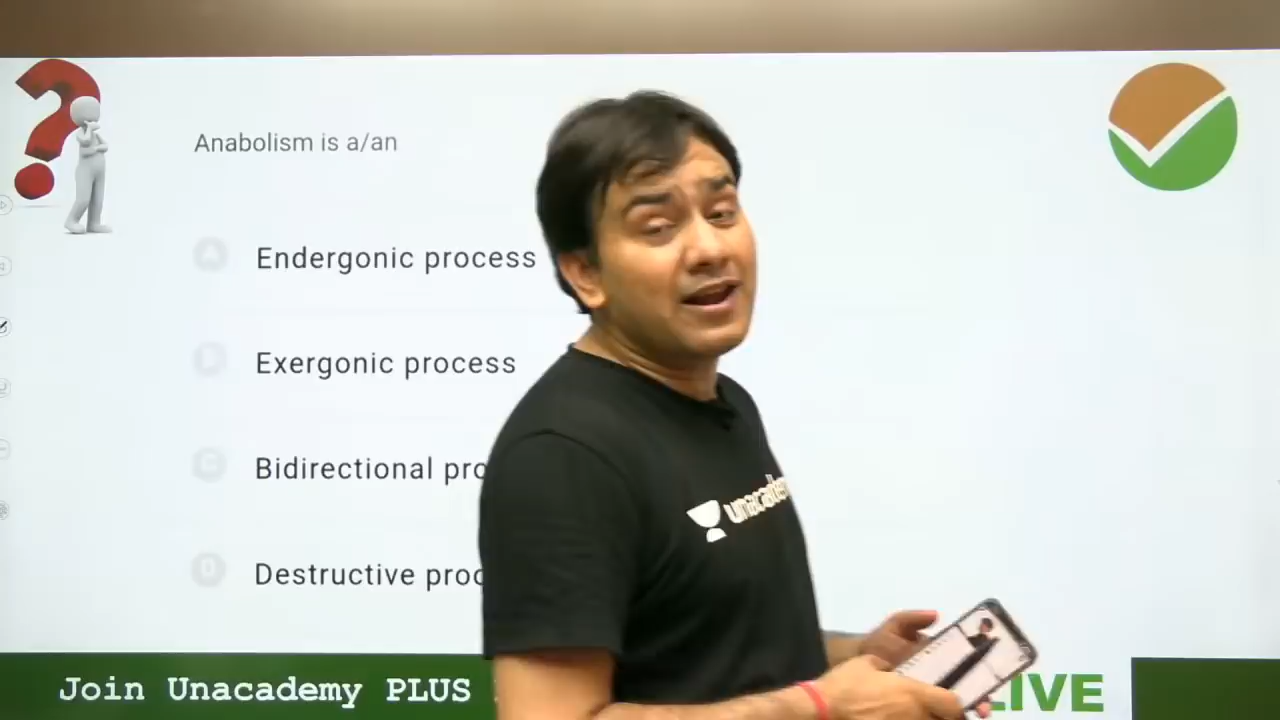 Anabolism is a/an
A Endergonic process
B Exergonic process
C Bidirectional pro
D Destructive proc
unacademy
Join Unacademy PLUS
LIVE